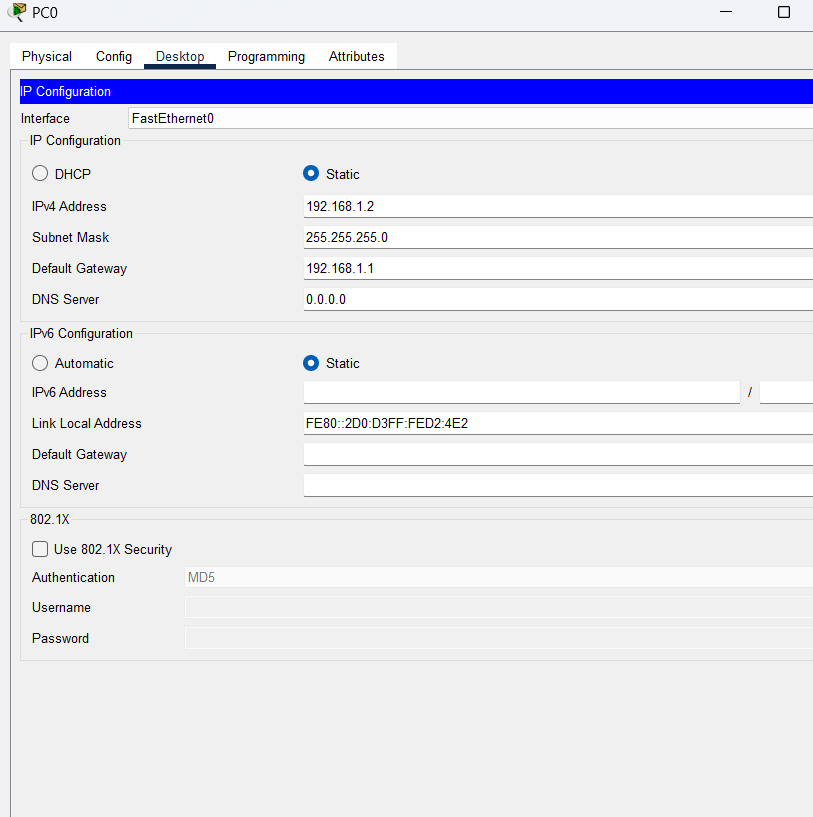 PC0
Physical Config Desktop Programming Attributes
IP Configuration
Interface FastEthernet0
IP Configuration
DHCP Static
IPv4 Address 192.168.1.2
Subnet Mask 255.255.255.0
Default Gateway 192.168.1.1
DNS Server 0.0.0.0
IPv6 Configuration
Automatic Static
IPv6 Address /
Link Local Address FE80::2D0:D3FF:FED2:4E2
Default Gateway
DNS Server
802.1X
Use 802.1X Security
Authentication MD5
Username
Password